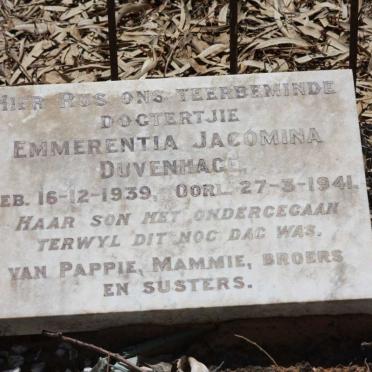 HIER RUS ONS TEERBEMINDE
DOGTERTJIE
EMMERENTIA JACOMINA
DUVENHAGE.
GEB. 16-12-1939. OORL. 27-3-1941.
HAAR SON HET ONDERGEGAAN
TERWYL DIT NOG DAG WAS.
VAN PAPPIE, MAMMIE, BROERS
EN SUSTERS.